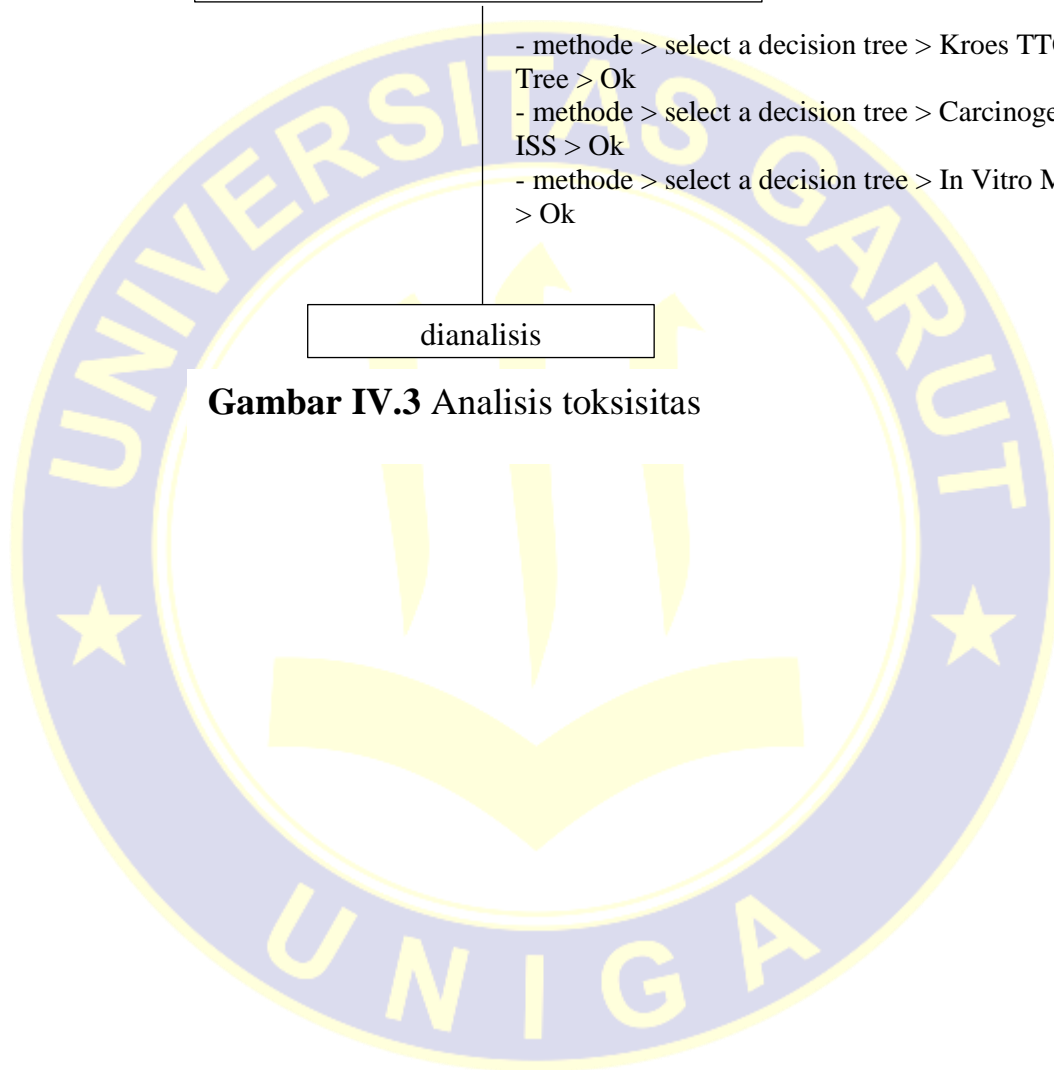 - methode > select a decision tree > Kroes
Tree > Ok
- methode > select a decision tree >
ISS > Ok
- methode > select a decision tree > In Vitro
> Ok
dianalisis
Gambar IV.3 Analisis toksisitas
UNIVERSITAS GARUT
UNIGA